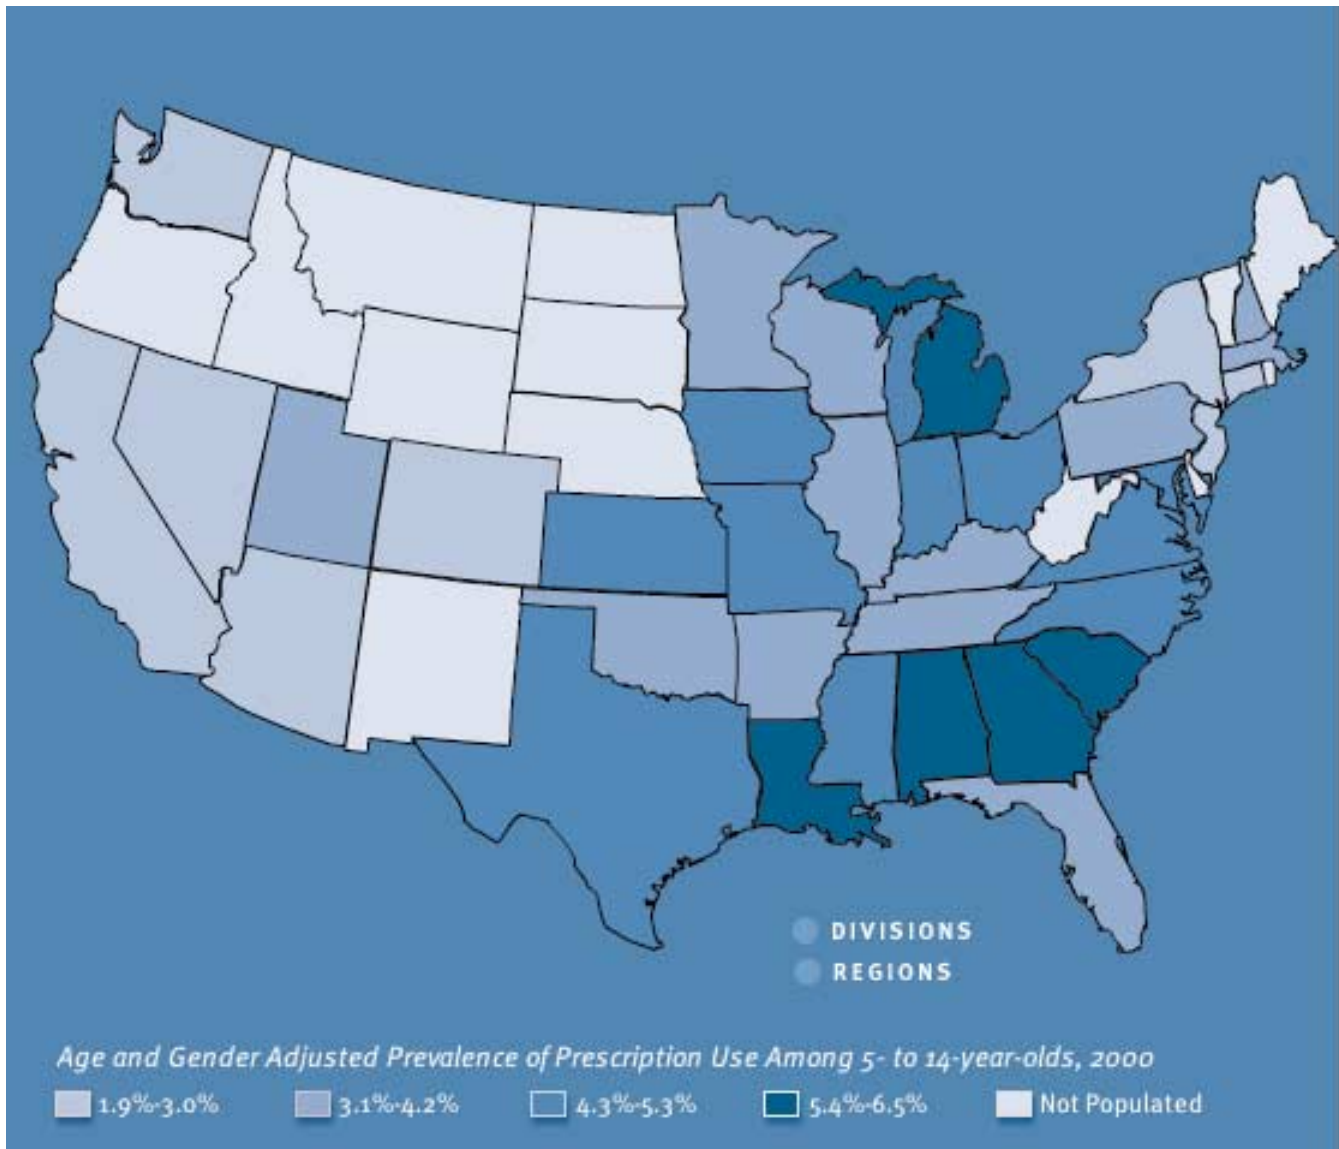 DIVISIONS
REGIONS
Age and Gender Adjusted Prevalence of Prescription Use Among 5- to 14-year-olds, 2000
1.9%-3.0% 3.1%-4.2% 4.3%-5.3% 5.4%-6.5% Not Populated